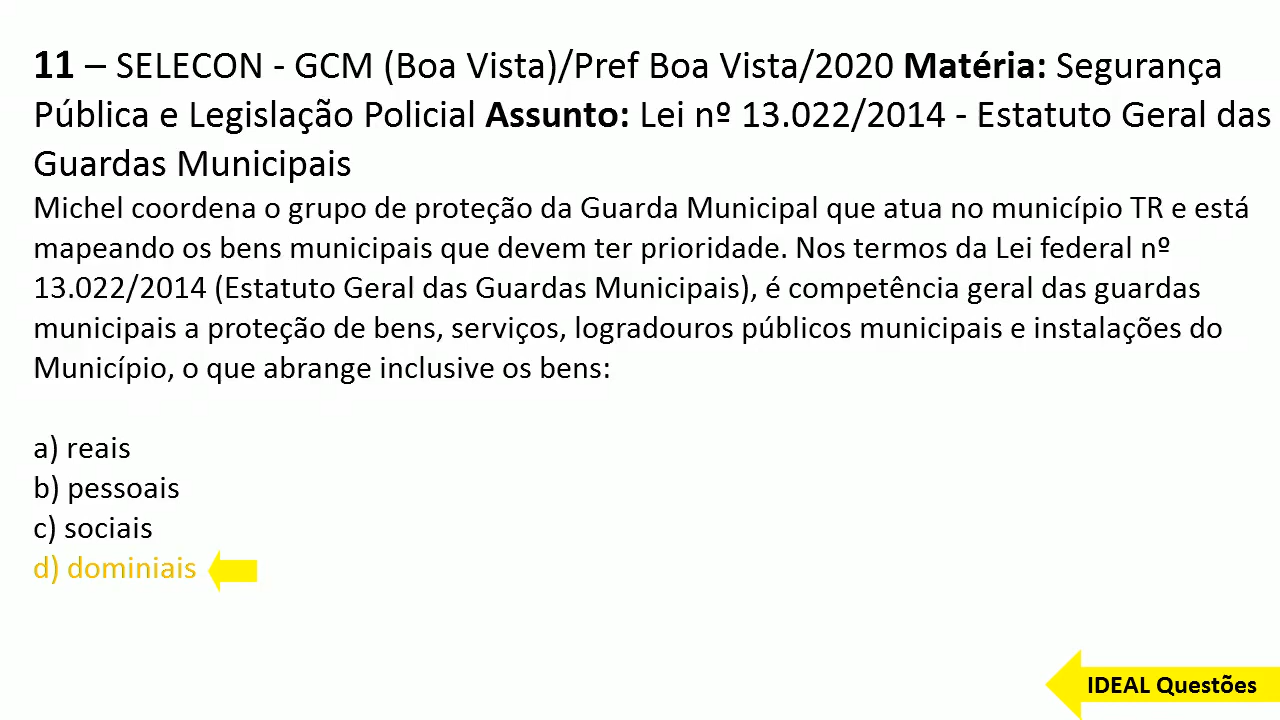 11 – SELECON - GCM (Boa Vista)/Pref Boa Vista/2020 Matéria: Segurança
Pública e Legislação Policial Assunto: Lei nº 13.022/2014 - Estatuto Geral das
Guardas Municipais
Michel coordena o grupo de proteção da Guarda Municipal que atua no município TR e está
mapeando os bens municipais que devem ter prioridade. Nos termos da Lei federal nº
13.022/2014 (Estatuto Geral das Guardas Municipais), é competência geral das guardas
municipais a proteção de bens, serviços, logradouros públicos municipais e instalações do
Município, o que abrange inclusive os bens:
a) reais
b) pessoais
c) sociais
d) dominiais
IDEAL Questões